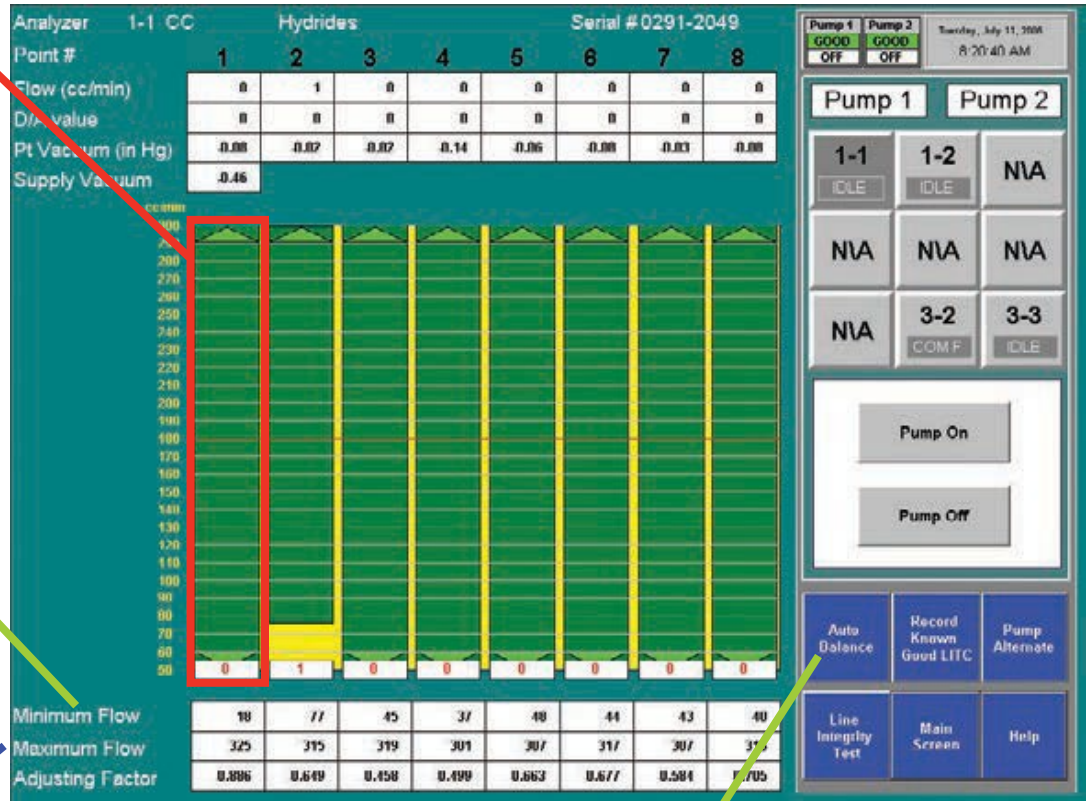 Analyzer 1-1 CC Hydrides Serial # 0291-2049
Point # 1 2 3 4 5 6 7 8
Flow (cc/min) 0 1 0 0 0 0 0 0
D/A value 0 0 0 0 0 0 0 0
Pt Vacuum (in Hg) -0.08 -0.02 -0.14 -0.06 -0.08 -0.03 -0.08
Supply Vacuum -0.46
cc/min
300
280
270
260
250
240
230
220
210
200
190
180
170
160
150
140
130
120
110
100
90
80
70
60
50
0 1 0 0 0 0 0 0
Minimum Flow 18 77 45 37 48 44 43 40
Maximum Flow 325 315 319 301 307 317 307
Adjusting Factor 0.886 0.649 0.458 0.499 0.663 0.677 0.584
Pump 1 Pump 2
GOOD GOOD
OFF OFF
Tuesday, July 11,
8:20:40 AM
Pump 1 Pump 2
1-1 1-2 N\A
IDLE IDLE
N\A N\A N\A
N\A 3-2 3-3
COM F IDLE
Pump On
Pump Off
Auto Balance
Record Known Good LITC
Pump Alternate
Line Integrity Test
Main Screen
Help